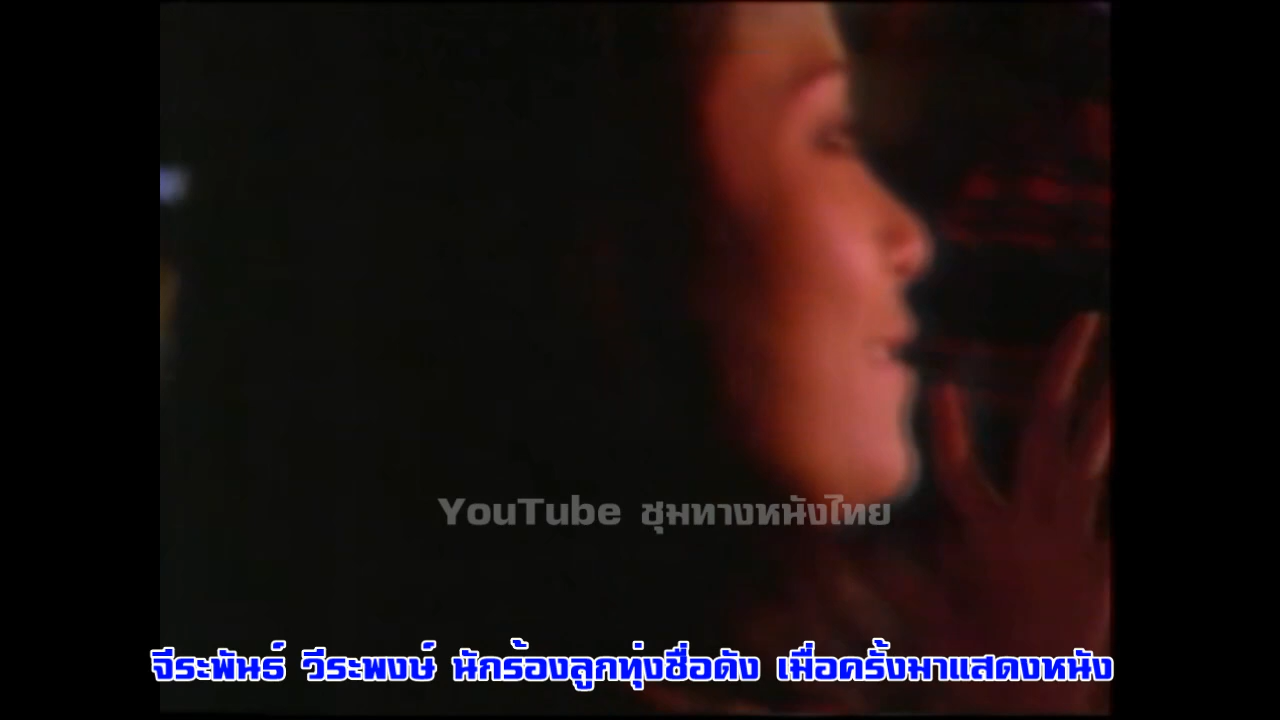 YouTube ชุมทางหนังไทย
จีระพันธ์ วีระพงษ์ นักร้องลูกทุ่งชื่อดัง เมื่อครั้งมาแสดงหนัง